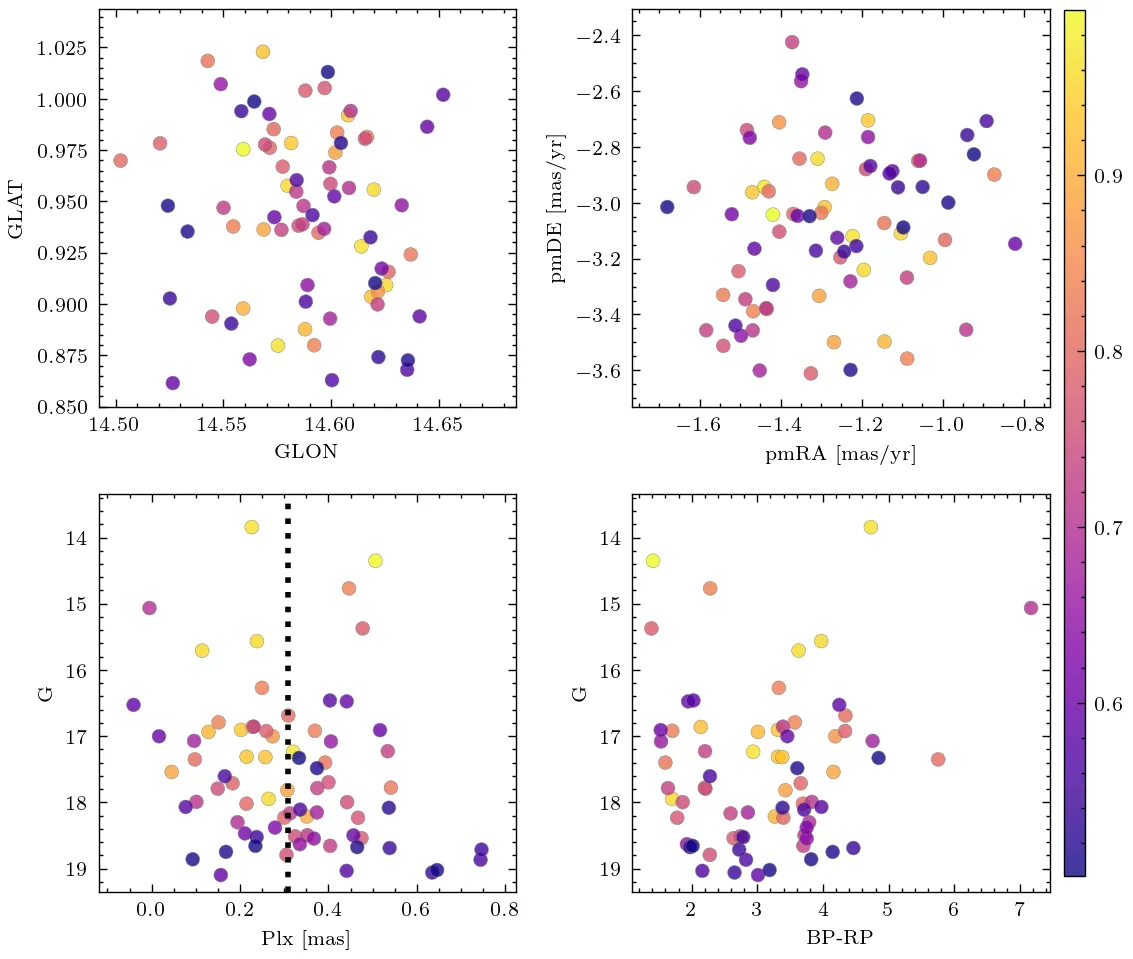 1.025
1.000
0.975
0.950
0.925
0.900
0.875
0.850
GLAT
14.50 14.55 14.60 14.65
GLON
−2.4
−2.6
−2.8
−3.0
−3.2
−3.4
−3.6
pmDE [mas/yr]
−1.6 −1.4 −1.2 −1.0 −0.8
pmRA [mas/yr]
0.9
0.8
0.7
0.6
14
15
16
17
18
19
G
0.0 0.2 0.4 0.6 0.8
Plx [mas]
14
15
16
17
18
19
G
2 3 4 5 6 7
BP-RP